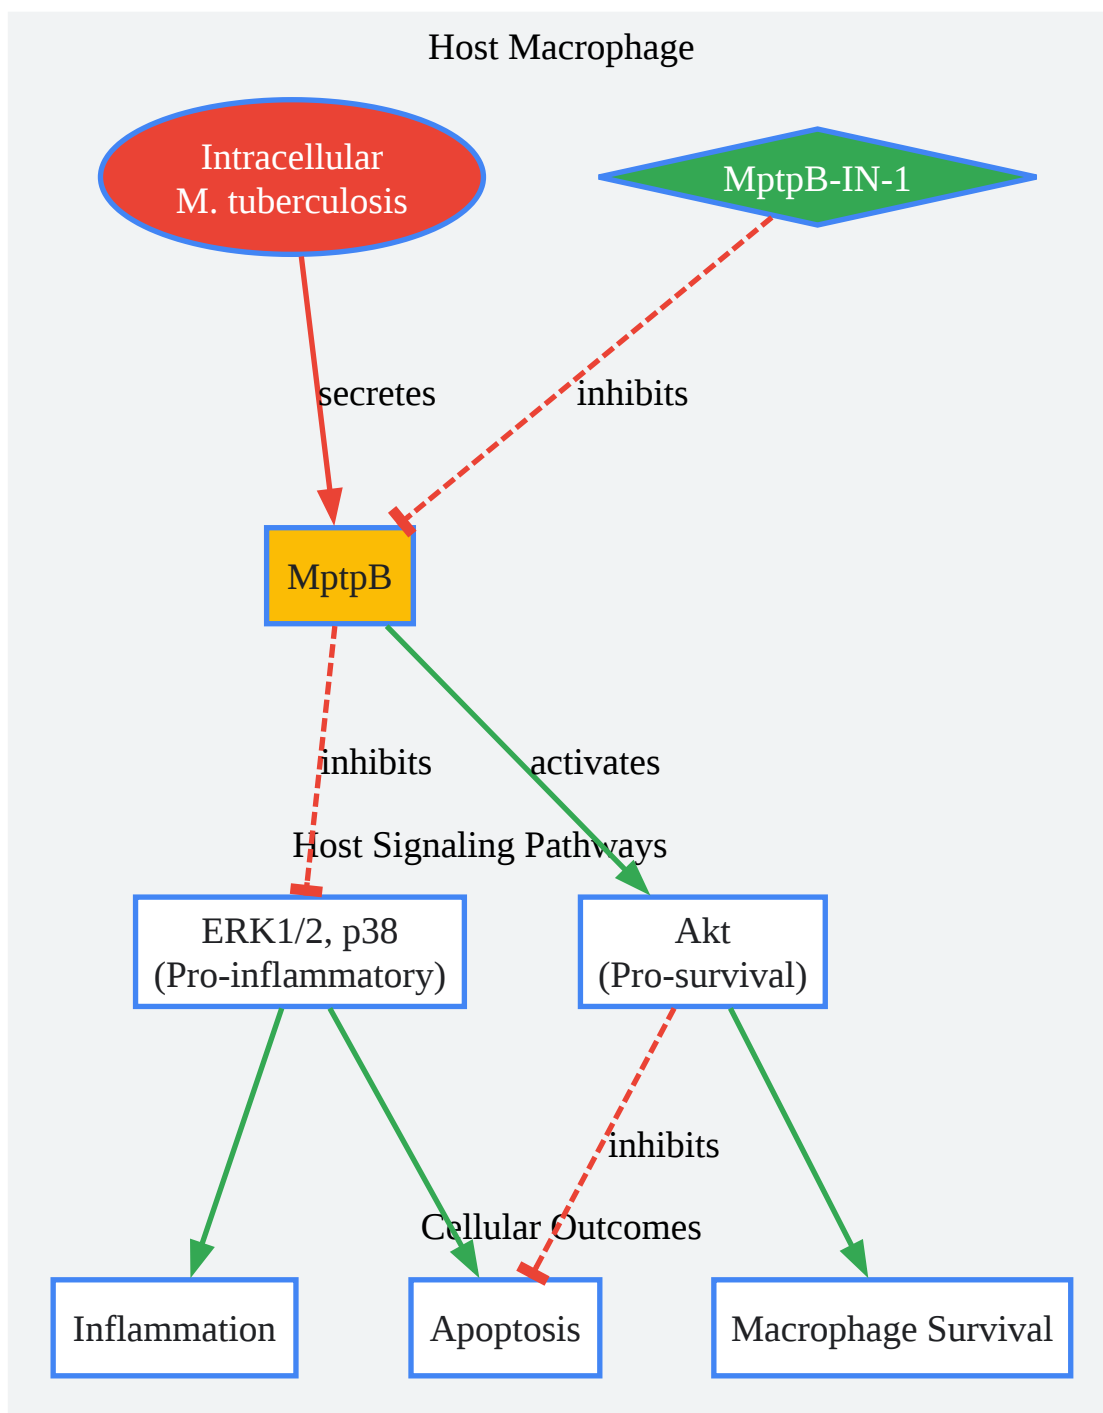 Host Macrophage
Intracellular
M. tuberculosis
MptpB-IN-1
secretes
inhibits
MptpB
inhibits
activates
Host Signaling Pathways
ERK1/2, p38
(Pro-inflammatory)
Akt
(Pro-survival)
inhibits
Cellular Outcomes
Inflammation
Apoptosis
Macrophage Survival